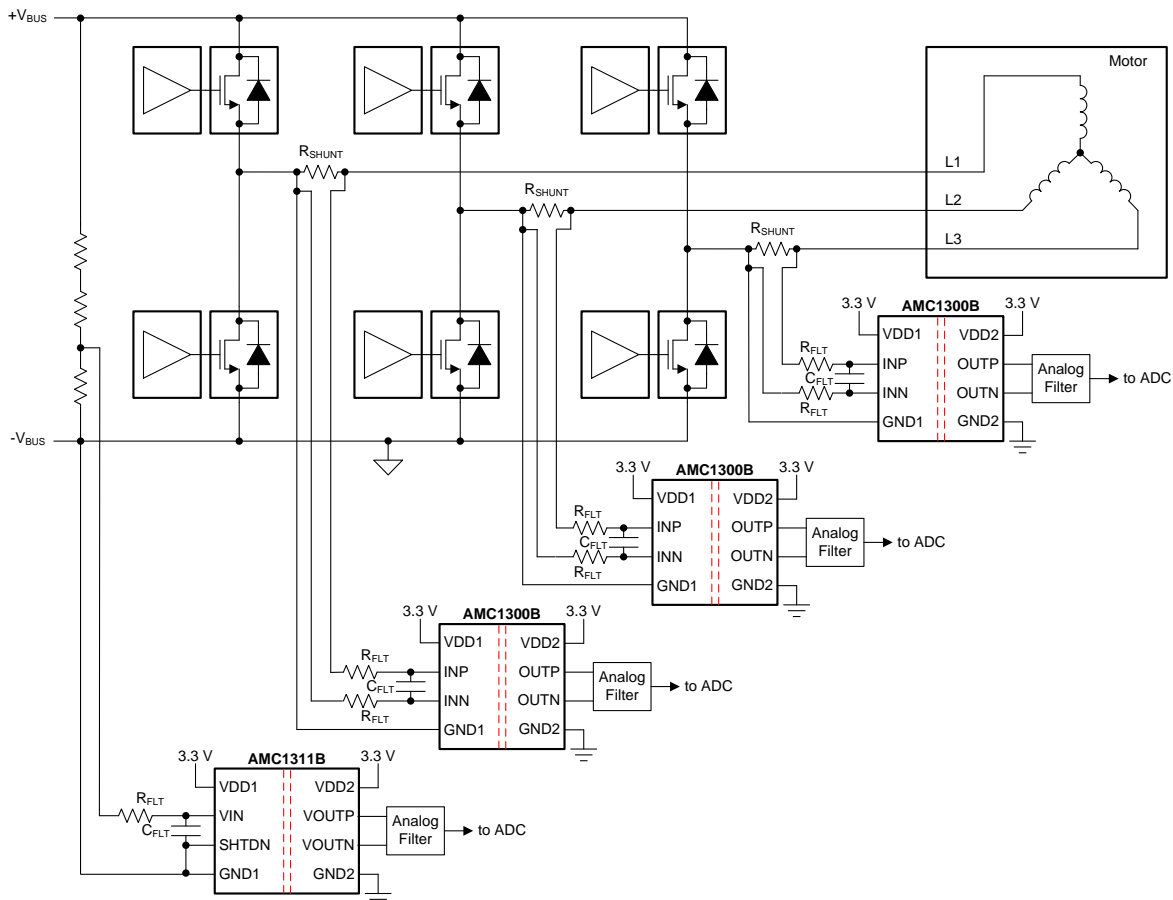 +VBUS
Motor
RSHUNT
L1
RSHUNT
L2
RSHUNT
L3
-VBUS
AMC1300B
3.3 V
3.3 V
VDD1
VDD2
RFLT
INP
OUTP
CFLT
INN
OUTN
RFLT
GND1
GND2
Analog
Filter
to ADC
AMC1300B
3.3 V
3.3 V
VDD1
VDD2
RFLT
INP
OUTP
CFLT
INN
OUTN
RFLT
GND1
GND2
Analog
Filter
to ADC
AMC1300B
3.3 V
3.3 V
VDD1
VDD2
RFLT
INP
OUTP
CFLT
INN
OUTN
RFLT
GND1
GND2
Analog
Filter
to ADC
AMC1311B
3.3 V
3.3 V
VDD1
VDD2
RFLT
VIN
VOUTP
CFLT
SHTDN
VOUTN
GND1
GND2
Analog
Filter
to ADC